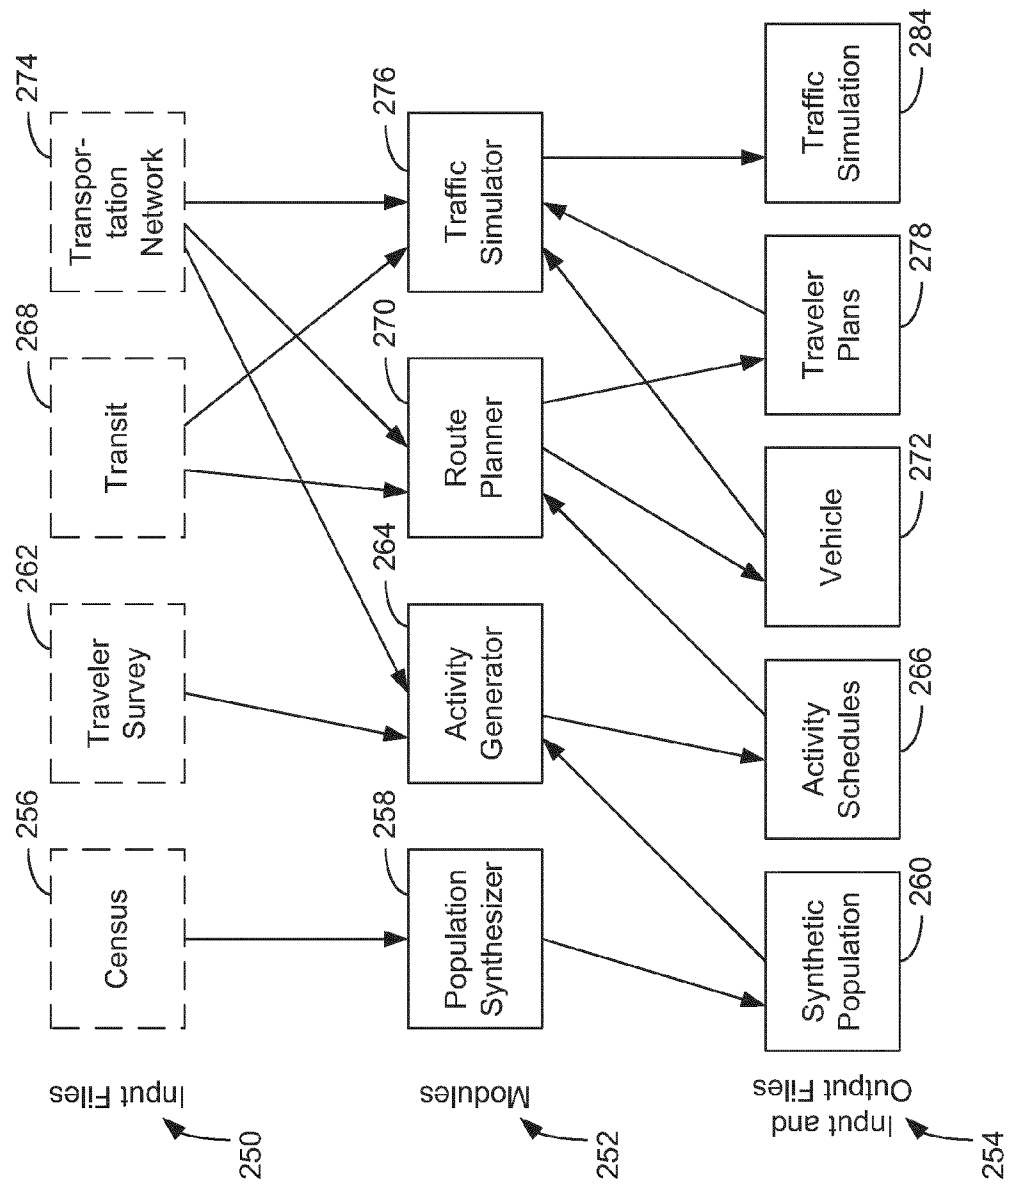 Input Files
250
Census
256
Traveler
Survey
262
Transit
268
Transpor-
tation
Network
274
Modules
252
Population
Synthesizer
258
Activity
Generator
264
Route
Planner
270
Traffic
Simulator
276
Input and
Output Files
254
Synthetic
Population
260
Activity
Schedules
266
Vehicle
272
Traveler
Plans
278
Traffic
Simulation
284